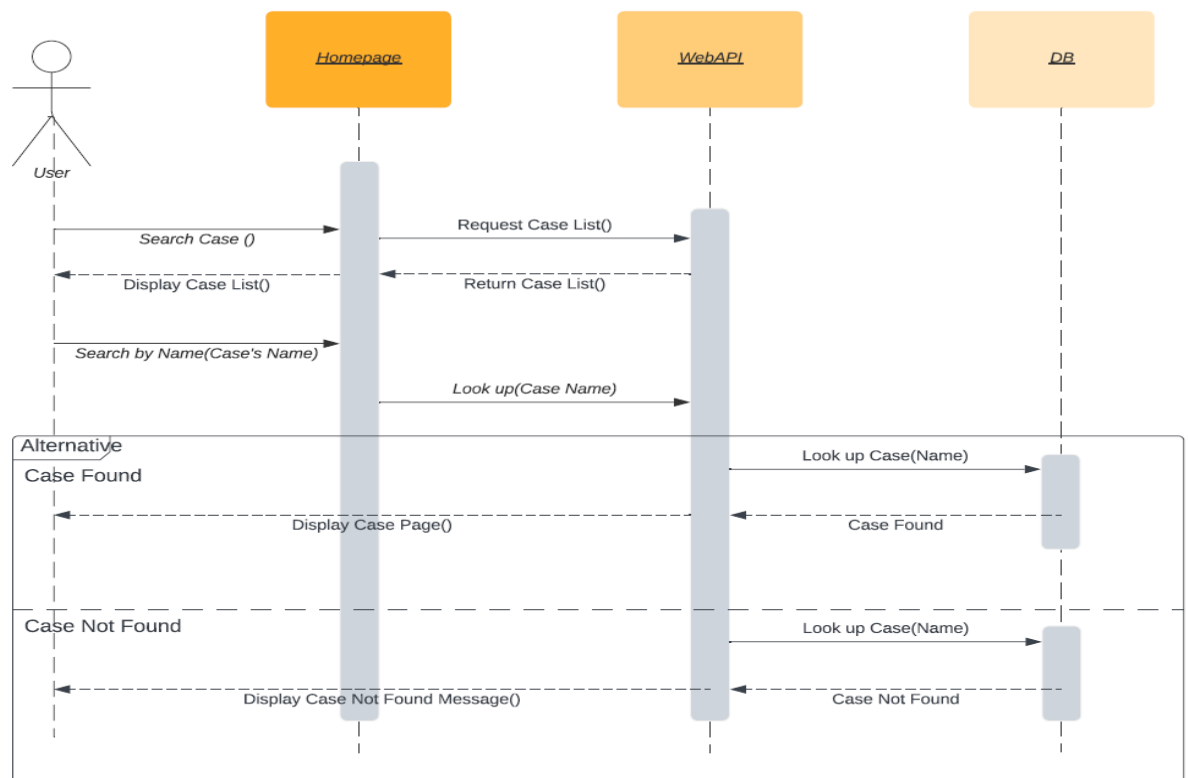 Homepage
WebAPI
DB
User
Request Case List()
Search Case ()
Display Case List()
Return Case List()
Search by Name(Case's Name)
Look up(Case Name)
Alternative
Look up Case(Name)
Case Found
Display Case Page()
Case Found
Case Not Found
Look up Case(Name)
Display Case Not Found Message()
Case Not Found